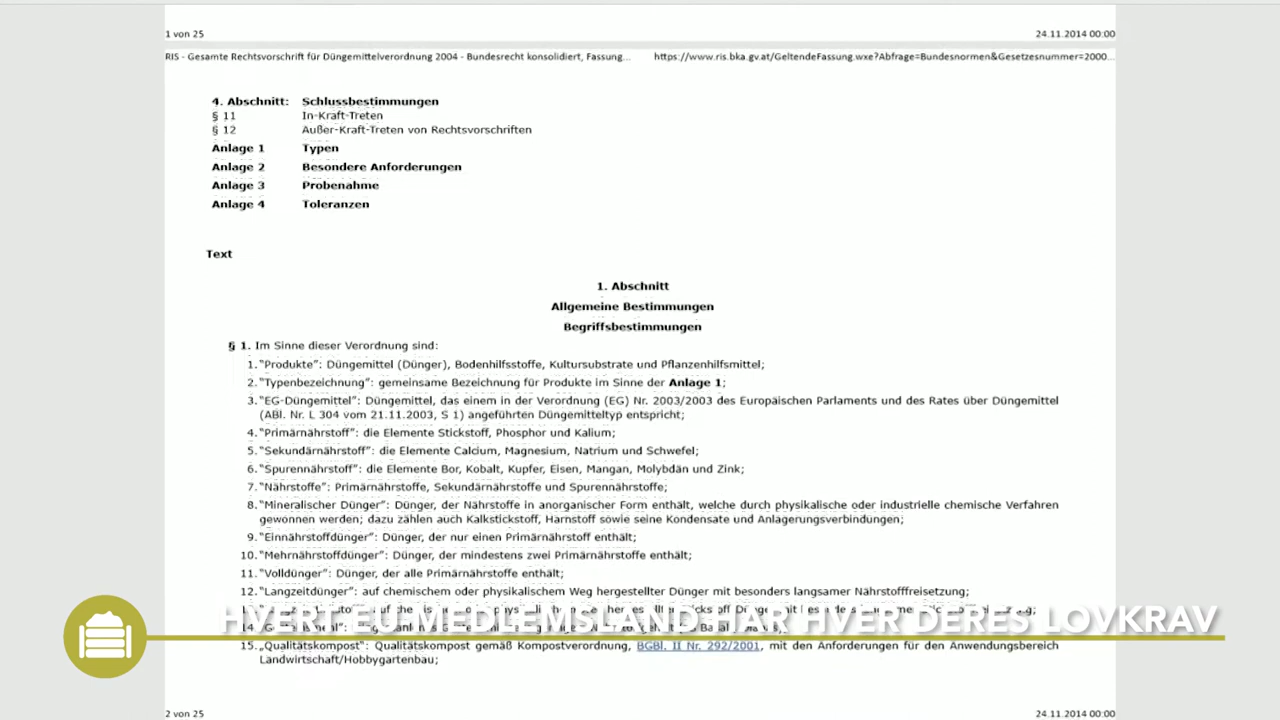 1 von 25
24.11.2014 00:00
RIS - Gesamte Rechtsvorschrift für Düngemittelverordnung 2004 - Bundesrecht konsolidiert, Fassung...
https://www.ris.bka.gv.at/GeltendeFassung.wxe?Abfrage=Bundesnormen&Gesetzesnummer=2000...
4. Abschnitt: Schlussbestimmungen
§ 11 In-Kraft-Treten
§ 12 Außer-Kraft-Treten von Rechtsvorschriften
Anlage 1 Typen
Anlage 2 Besondere Anforderungen
Anlage 3 Probenahme
Anlage 4 Toleranzen
Text
1. Abschnitt
Allgemeine Bestimmungen
Begriffsbestimmungen
§ 1. Im Sinne dieser Verordnung sind:
1. "Produkte": Düngemittel (Dünger), Bodenhilfsstoffe, Kultursubstrate und Pflanzenhilfsmittel;
2. "Typenbezeichnung": gemeinsame Bezeichnung für Produkte im Sinne der Anlage 1;
3. "EG-Düngemittel": Düngemittel, das einem in der Verordnung (EG) Nr. 2003/2003 des Europäischen Parlaments und des Rates über Düngemittel
(ABl. Nr. L 304 vom 21.11.2003, S 1) angeführten Düngemitteltyp entspricht;
4. "Primärnährstoff": die Elemente Stickstoff, Phosphor und Kalium;
5. "Sekundärnährstoff": die Elemente Calcium, Magnesium, Natrium und Schwefel;
6. "Spurennährstoff": die Elemente Bor, Kobalt, Kupfer, Eisen, Mangan, Molybdän und Zink;
7. "Nährstoffe": Primärnährstoffe, Sekundärnährstoffe und Spurennährstoffe;
8. "Mineralischer Dünger": Dünger, der Nährstoffe in anorganischer Form enthält, welche durch physikalische oder industrielle chemische Verfahren
gewonnen werden; dazu zählen auch Kalkstickstoff, Harnstoff sowie seine Kondensate und Anlagerungsverbindungen;
9. "Einnährstoffdünger": Dünger, der nur einen Primärnährstoff enthält;
10. "Mehrnährstoffdünger": Dünger, der mindestens zwei Primärnährstoffe enthält;
11. "Volldünger": Dünger, der alle Primärnährstoffe enthält;
12. "Langzeitdünger": auf chemischem oder physikalischem Weg hergestellter Dünger mit besonders langsamer Nährstofffreisetzung;
HVERT EU MEDLEMSLAND HAR HVER DERES LOVKRAV
15. „Qualitätskompost": Qualitätskompost gemäß Kompostverordnung, BGBl. II Nr. 292/2001, mit den Anforderungen für den Anwendungsbereich
Landwirtschaft/Hobbygartenbau;
2 von 25
24.11.2014 00:00